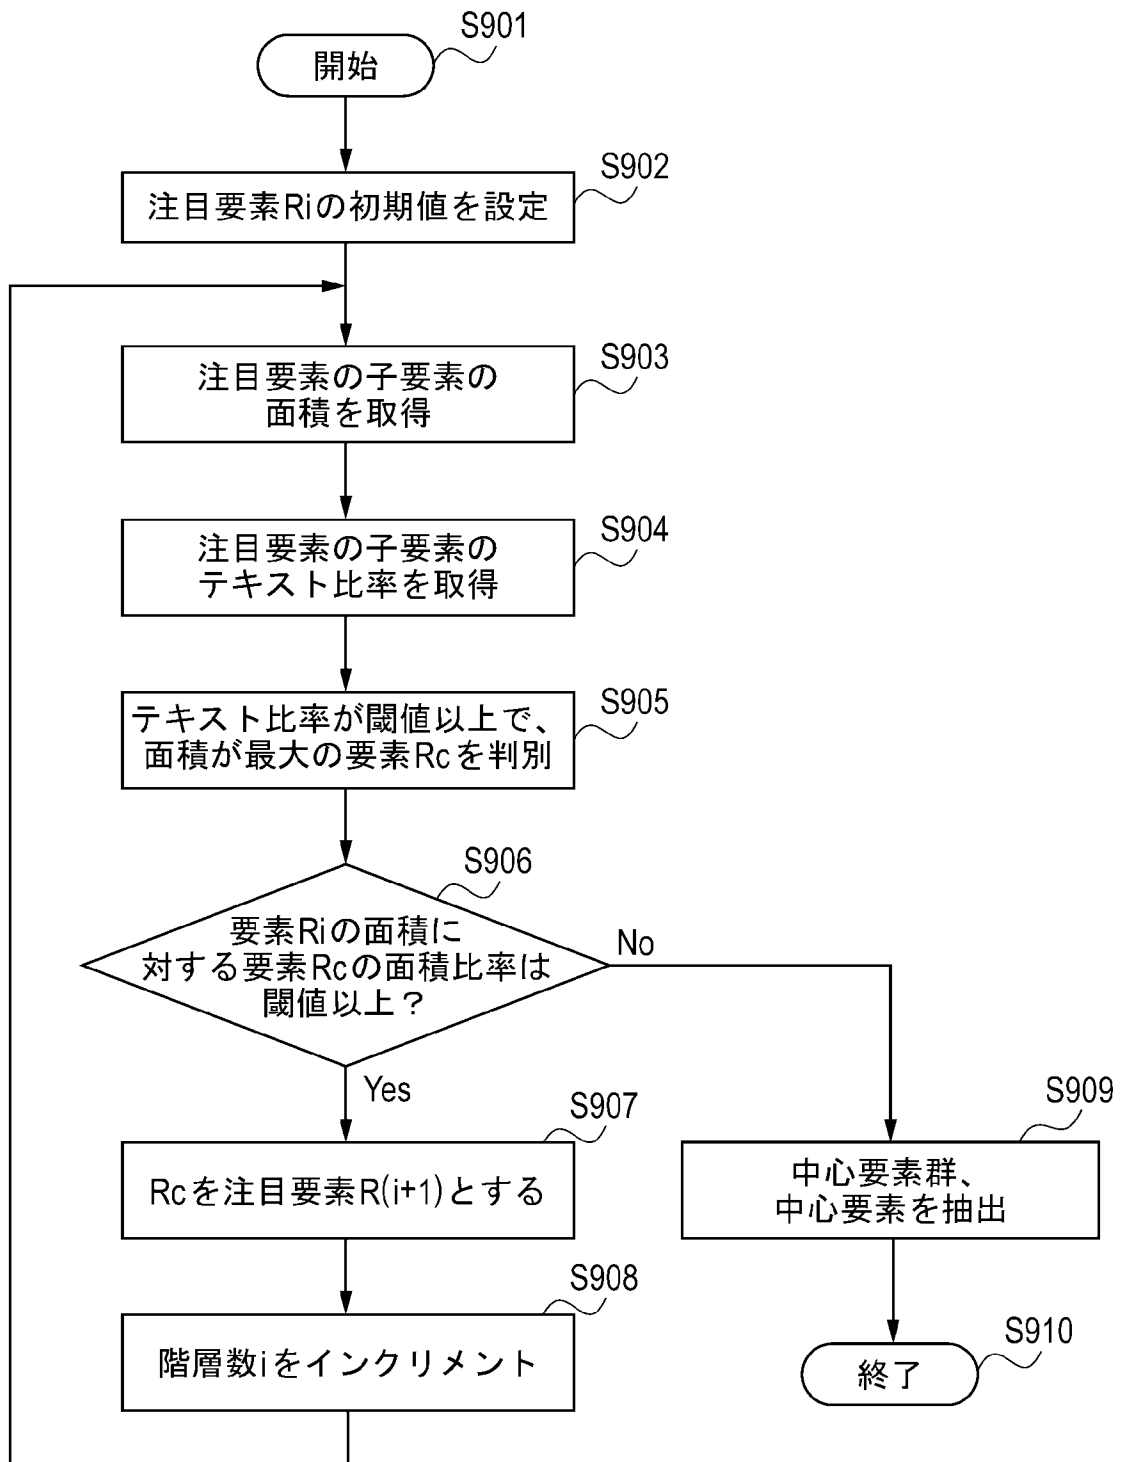 S901
開始
S902
注目要素Riの初期値を設定
S903
注目要素の子要素の
面積を取得
S904
注目要素の子要素の
テキスト比率を取得
S905
テキスト比率が閾値以上で、
面積が最大の要素Rcを判別
S906
要素Riの面積に
対する要素Rcの面積比率は
閾値以上？
No
Yes
S907
Rcを注目要素R(i+1)とする
S908
階層数iをインクリメント
S909
中心要素群、
中心要素を抽出
S910
終了